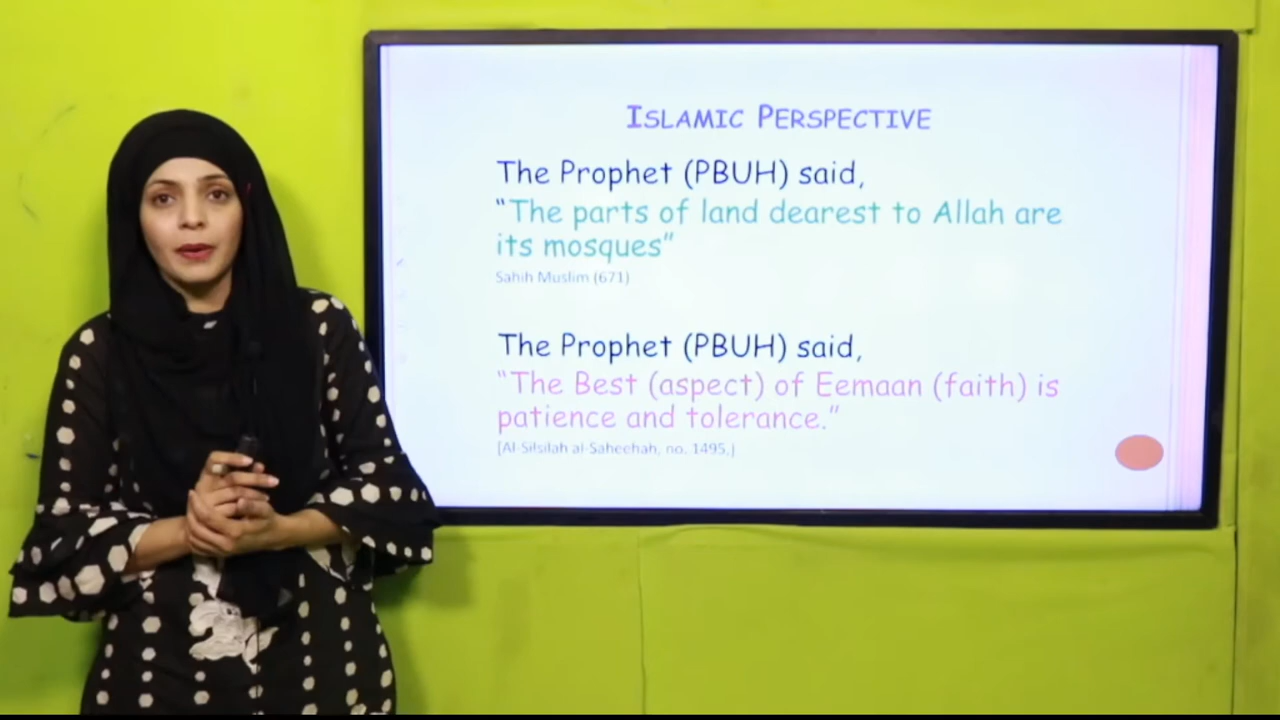 ISLAMIC PERSPECTIVE
The Prophet (PBUH) said,
“The parts of land dearest to Allah are
its mosques”
Sahih Muslim (671)
The Prophet (PBUH) said,
“The Best (aspect) of Eemaan (faith) is
patience and tolerance.”
[Al-Silsilah al-Saheehah, no. 1495,]